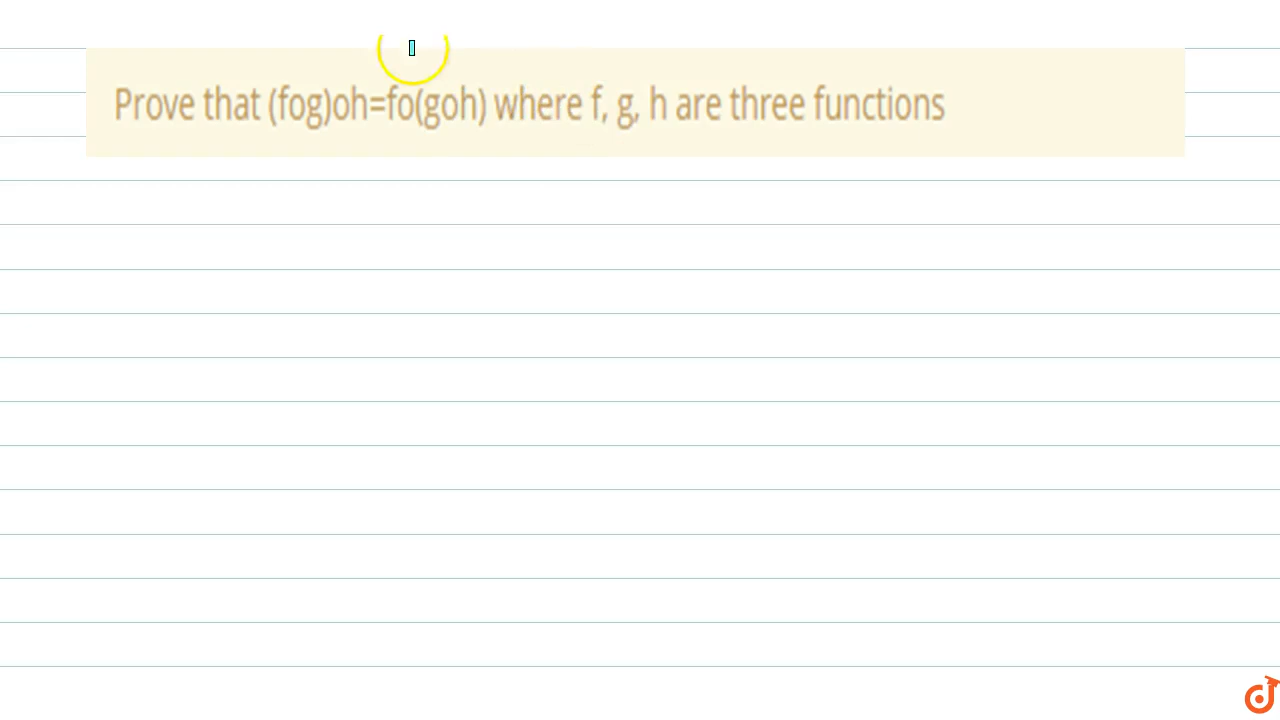 Prove that (fog)oh=fo(goh) where f, g, h are three functions